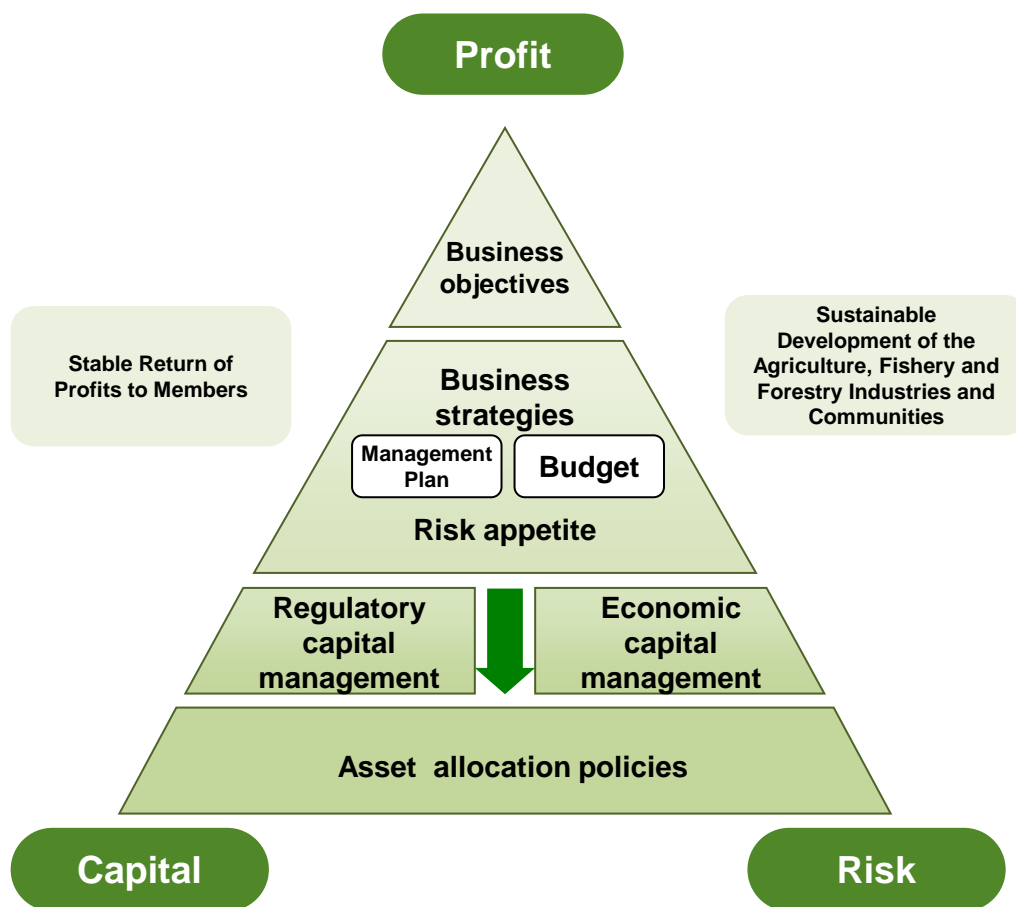 Profit
Business
objectives
Stable Return of
Profits to Members
Sustainable
Development of the
Agriculture, Fishery and
Forestry Industries and
Communities
Business
strategies
Management
Plan
Budget
Risk appetite
Regulatory
capital
management
Economic
capital
management
Asset allocation policies
Capital
Risk